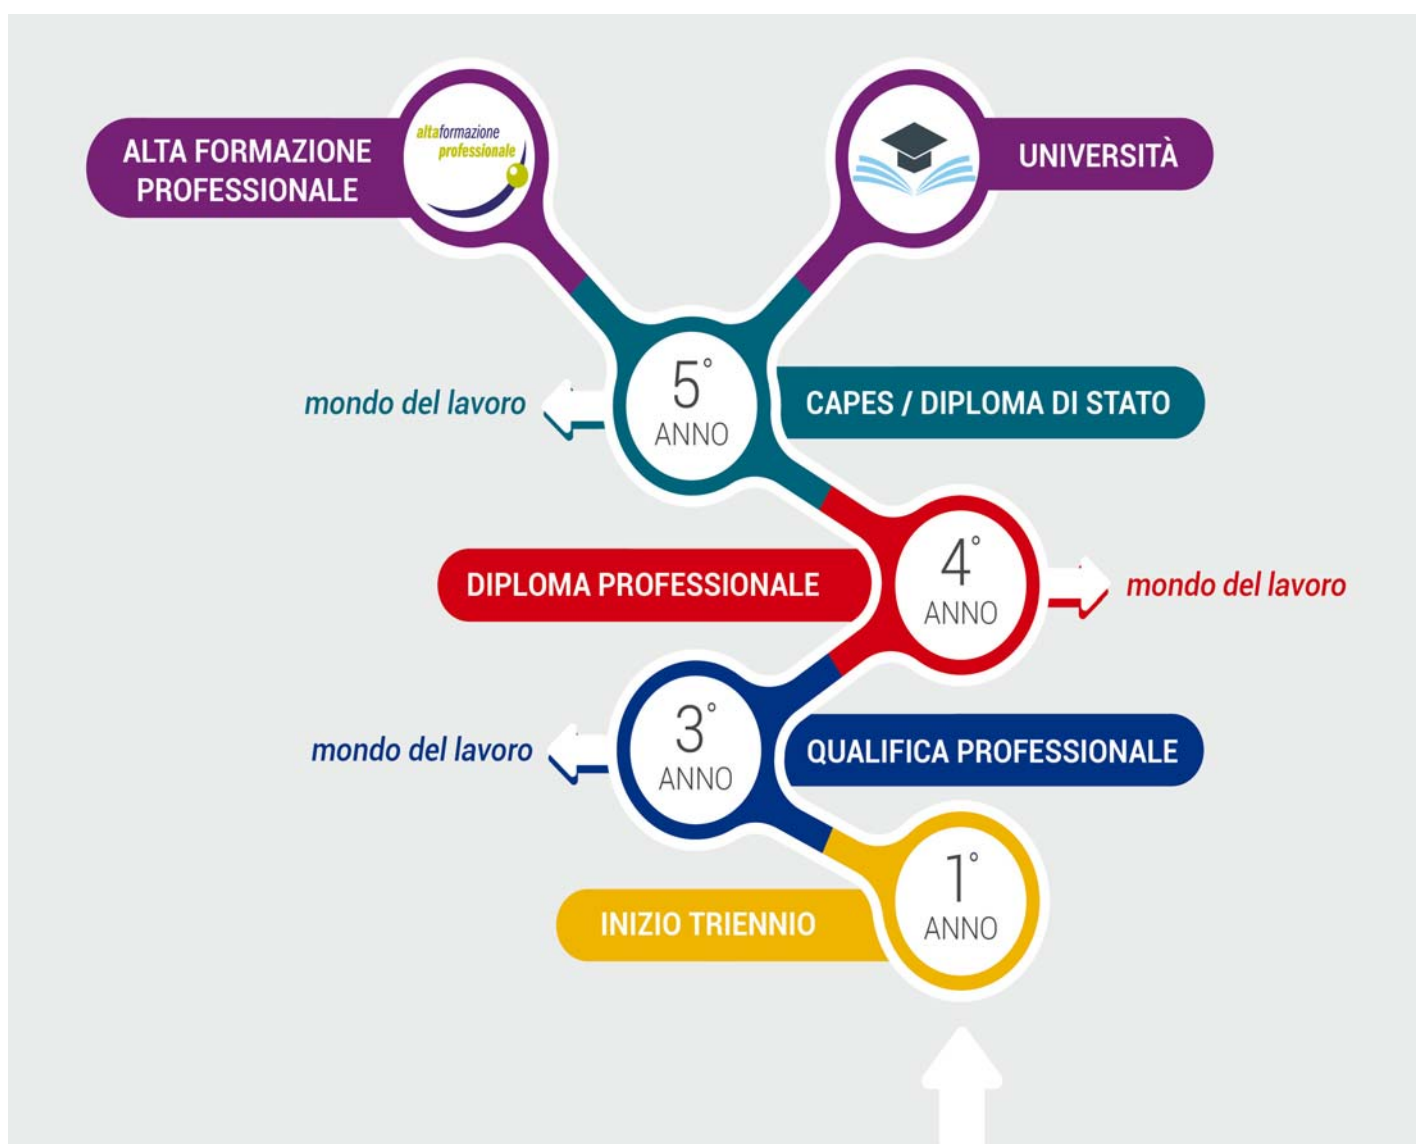 ALTA FORMAZIONE
PROFESSIONALE
altaformazione
professionale
UNIVERSITÀ
mondo del lavoro
5°
ANNO
CAPES / DIPLOMA DI STATO
DIPLOMA PROFESSIONALE
4°
ANNO
mondo del lavoro
mondo del lavoro
3°
ANNO
QUALIFICA PROFESSIONALE
INIZIO TRIENNIO
1°
ANNO